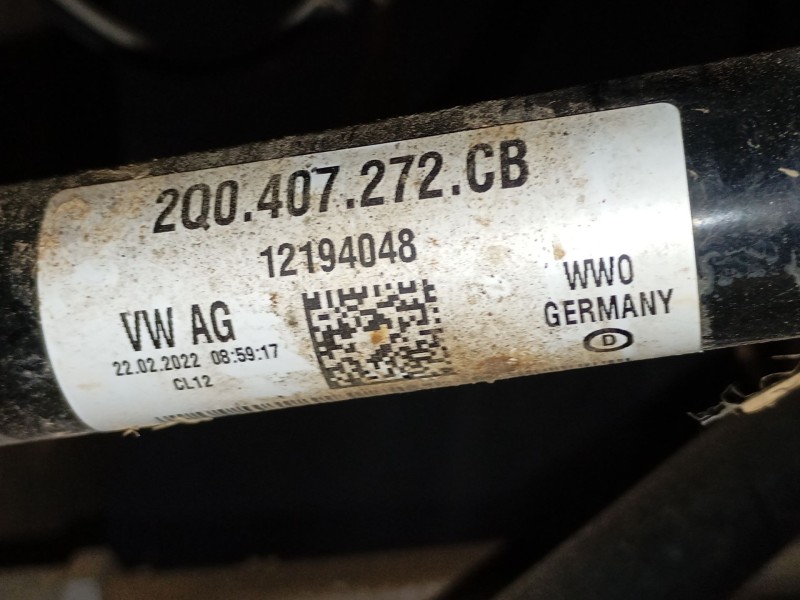 2Q0.407.272.CB
12194048
VW AG
22.02.2022 08:59:17
CL12
WWO
GERMANY
D